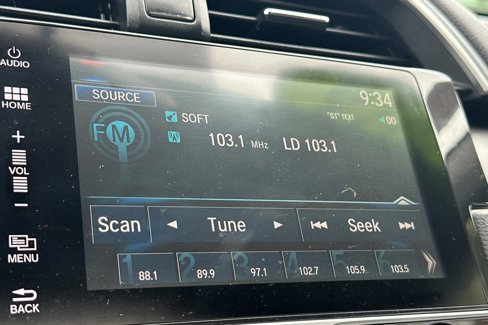 AUDIO
HOME
+
VOL
−
MENU
BACK
SOURCE
9:34
FM
SOFT
"ST" TEXT
00
103.1 MHz LD 103.1
Scan
Tune
Seek
1 88.1
2 89.9
3 97.1
4 102.7
5 105.9
6 103.5